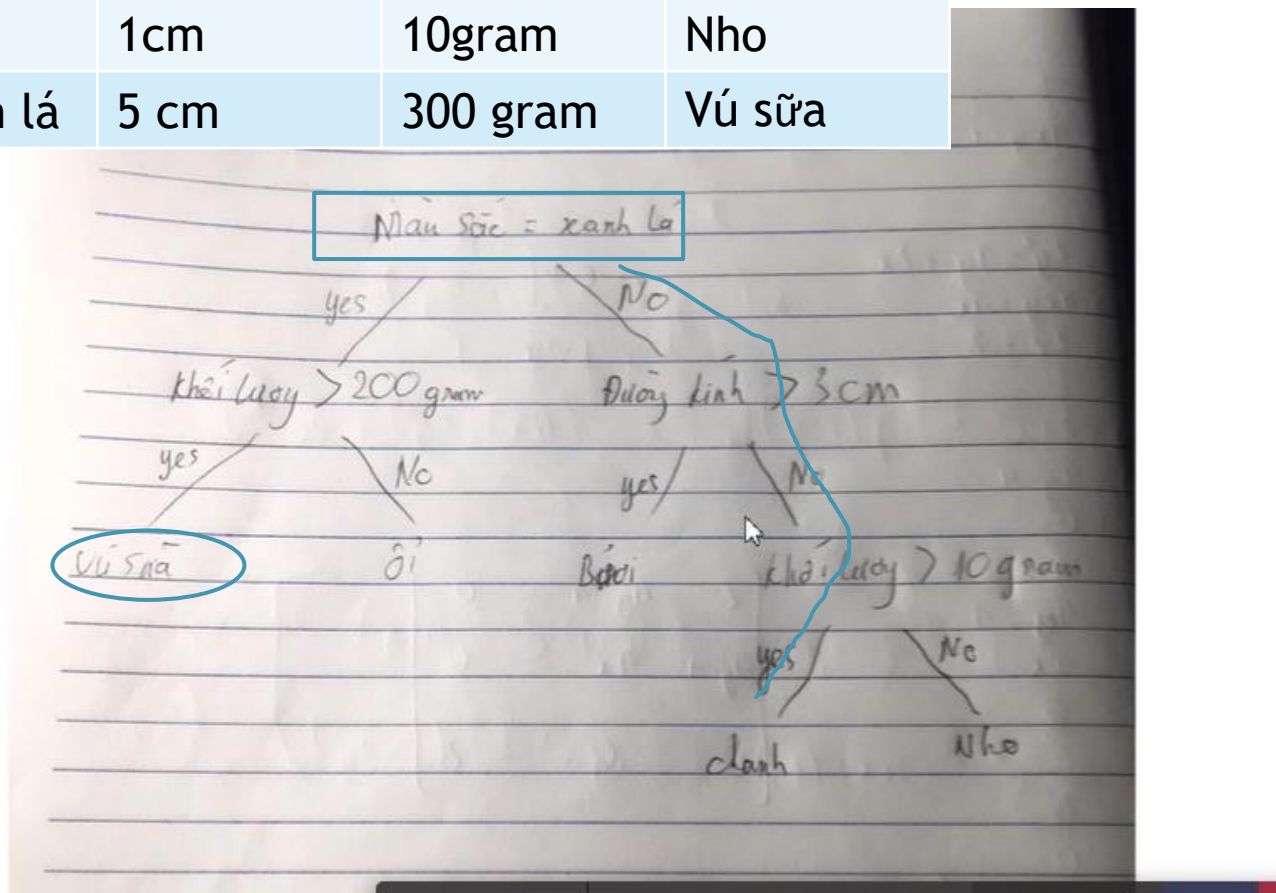 1cm 10gram Nho
lá 5 cm 300 gram Vú sữa
Màu Sắc = xanh lá
yes No
khối lượng > 200 gram Đường kính > 3cm
yes No yes No
Vú sữa ổi Bưởi khối lượng > 10 gram
yes No
chanh Nho